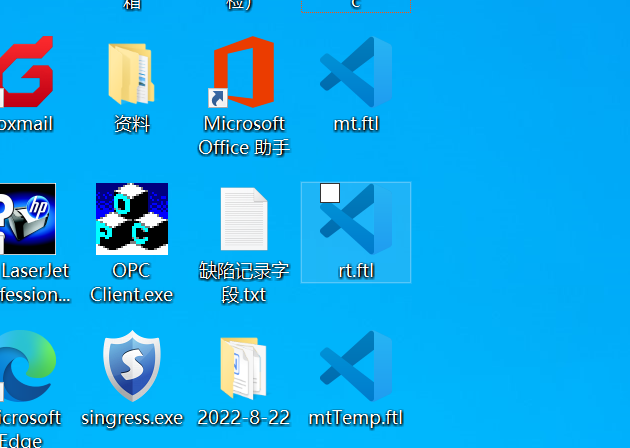 箱
检）
c
oxmail
资料
Microsoft
Office 助手
mt.ftl
hp
LaserJet
fession...
O
P
C
OPC
Client.exe
缺陷记录字
段.txt
rt.ftl
icrosoft
Edge
S
singress.exe
2022-8-22
mtTemp.ftl